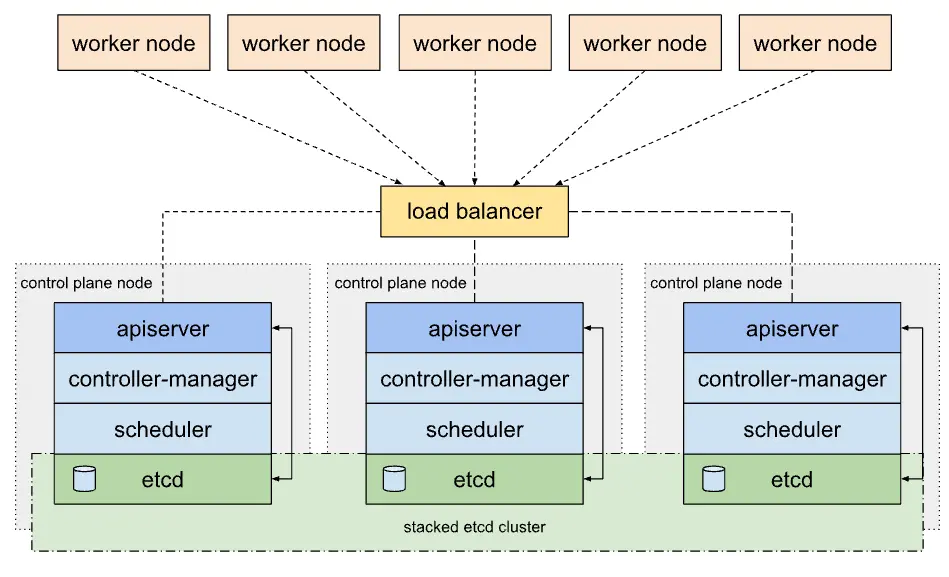 worker node
worker node
worker node
worker node
worker node
load balancer
control plane node
control plane node
control plane node
apiserver
apiserver
apiserver
controller-manager
controller-manager
controller-manager
scheduler
scheduler
scheduler
etcd
etcd
etcd
stacked etcd cluster